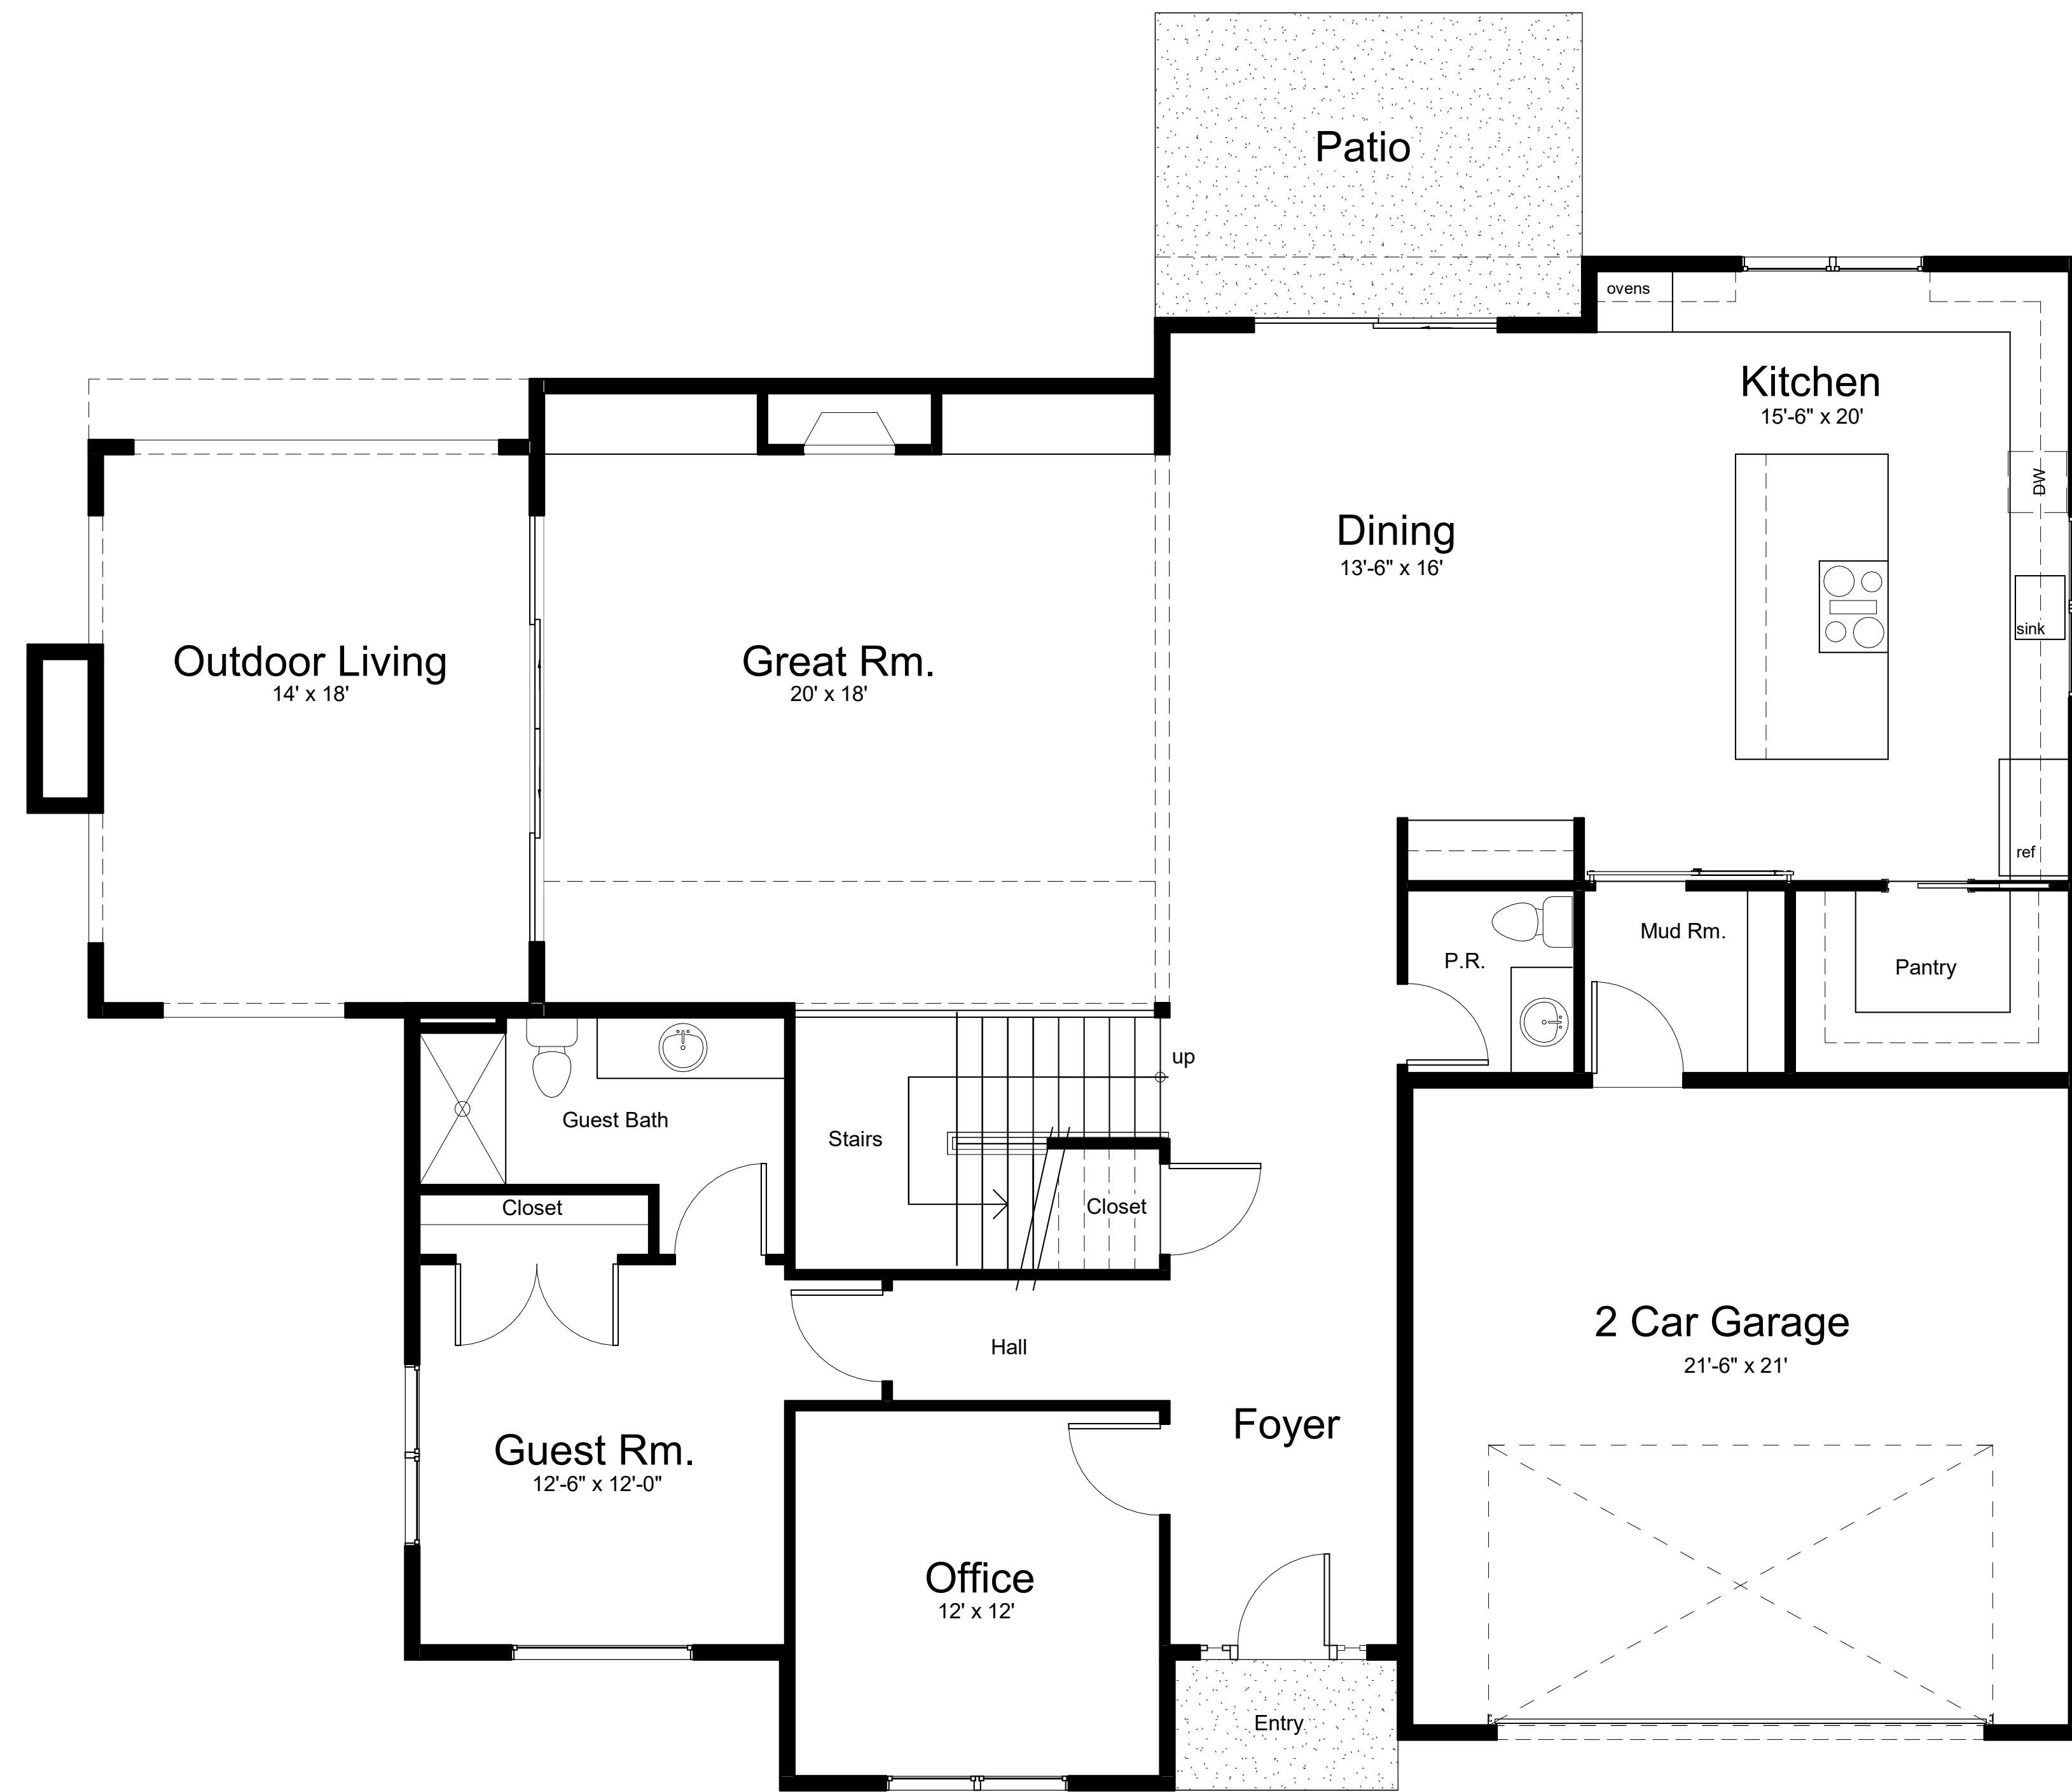 Patio
ovens
Kitchen
15'-6" x 20'
DW
Dining
13'-6" x 16'
sink
Outdoor Living
14' x 18'
Great Rm.
20' x 18'
ref
Mud Rm.
P.R.
Pantry
up
Guest Bath
Stairs
Closet
Closet
Hall
2 Car Garage
21'-6" x 21'
Foyer
Guest Rm.
12'-6" x 12'-0"
Office
12' x 12'
Entry